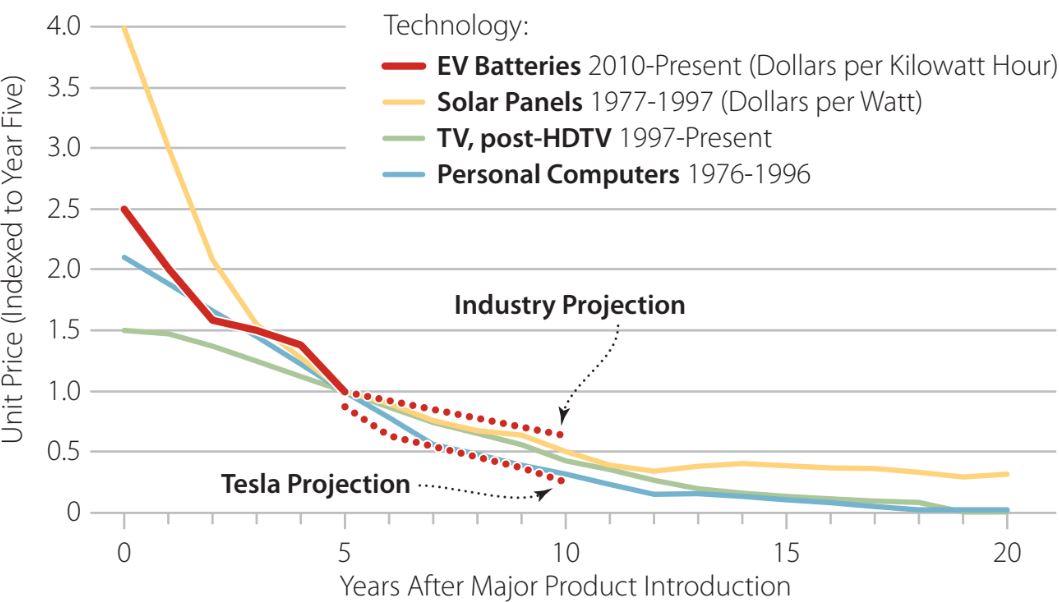 Technology:
EV Batteries 2010-Present (Dollars per Kilowatt Hour)
Solar Panels 1977-1997 (Dollars per Watt)
TV, post-HDTV 1997-Present
Personal Computers 1976-1996
Unit Price (Indexed to Year Five)
4.0
3.5
3.0
2.5
2.0
1.5
1.0
0.5
0
Industry Projection
Tesla Projection
0 5 10 15 20
Years After Major Product Introduction